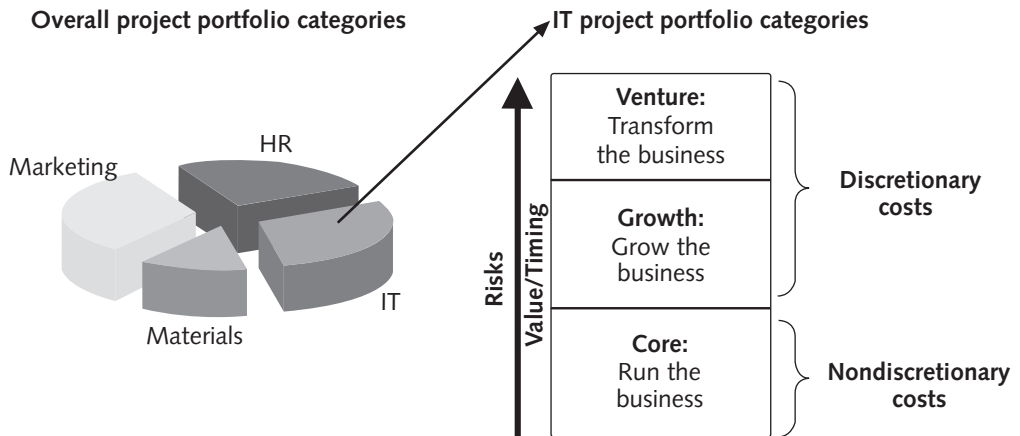 Overall project portfolio categories
IT project portfolio categories
Marketing
HR
Materials
IT
Risks
Value/Timing
Venture:
Transform
the business
Growth:
Grow the
business
Core:
Run the
business
Discretionary
costs
Nondiscretionary
costs